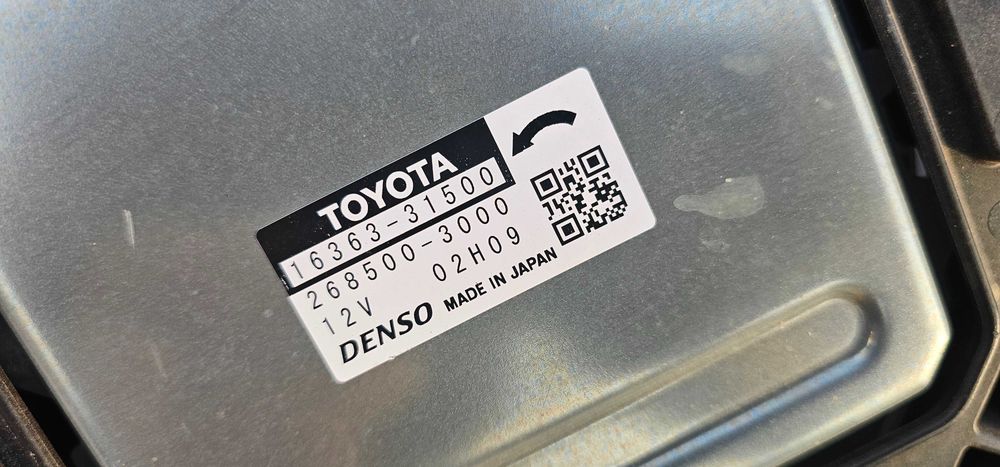 TOYOTA
16363-31500
268500-3000
12V 02H09
DENSO MADE IN JAPAN